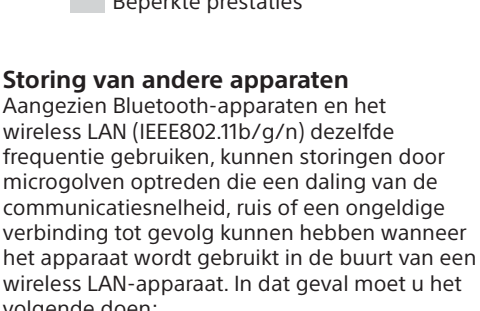 Beperkte prestaties
Storing van andere apparaten
Aangezien Bluetooth-apparaten en het
wireless LAN (IEEE802.11b/g/n) dezelfde
frequentie gebruiken, kunnen storingen door
microgolven optreden die een daling van de
communicatiesnelheid, ruis of een ongeldige
verbinding tot gevolg kunnen hebben wanneer
het apparaat wordt gebruikt in de buurt van een
wireless LAN-apparaat. In dat geval moet u het
volgende doen: